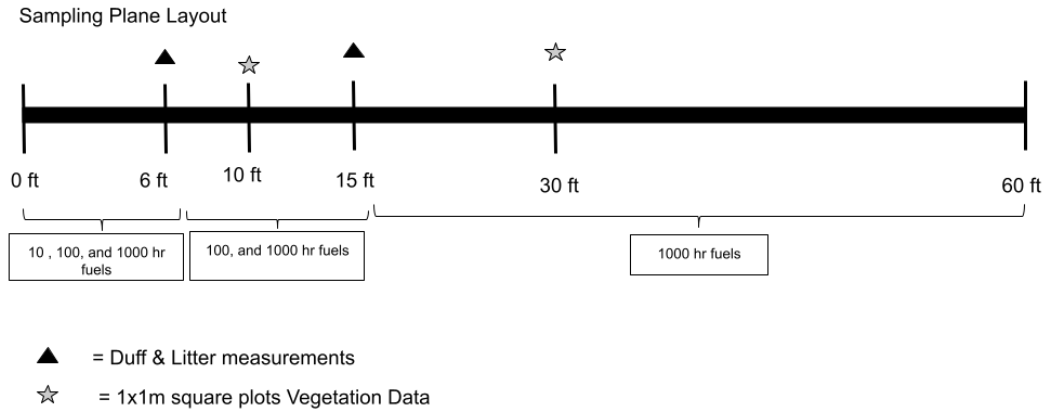 Sampling Plane Layout
0 ft
6 ft
10 ft
15 ft
30 ft
60 ft
10 , 100, and 1000 hr
fuels
100, and 1000 hr fuels
1000 hr fuels
= Duff & Litter measurements
= 1x1m square plots Vegetation Data